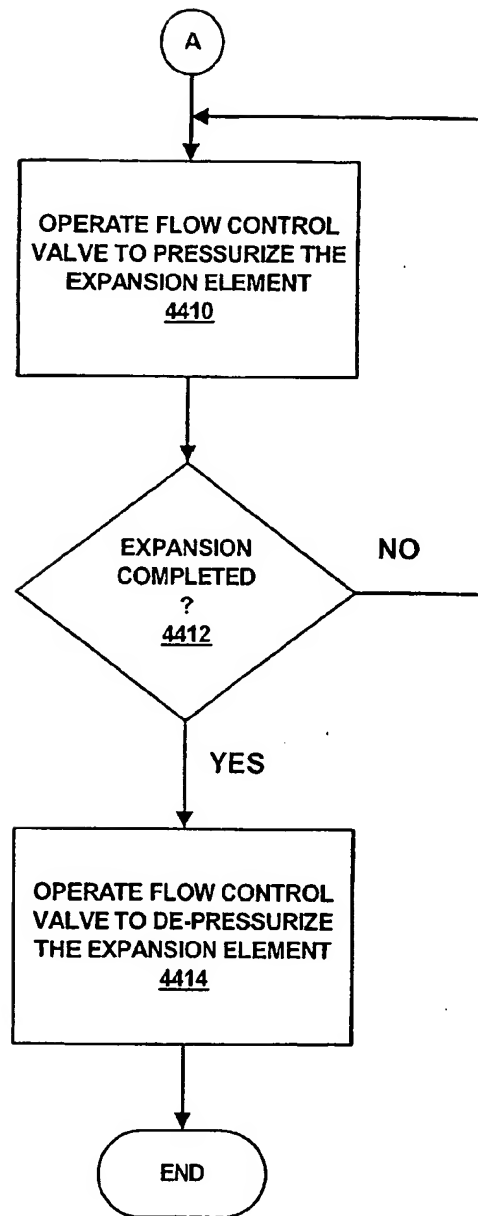 A
OPERATE FLOW CONTROL
VALVE TO PRESSURIZE THE
EXPANSION ELEMENT
4410
EXPANSION
COMPLETED
?
4412
NO
YES
OPERATE FLOW CONTROL
VALVE TO DE-PRESSURIZE
THE EXPANSION ELEMENT
4414
END